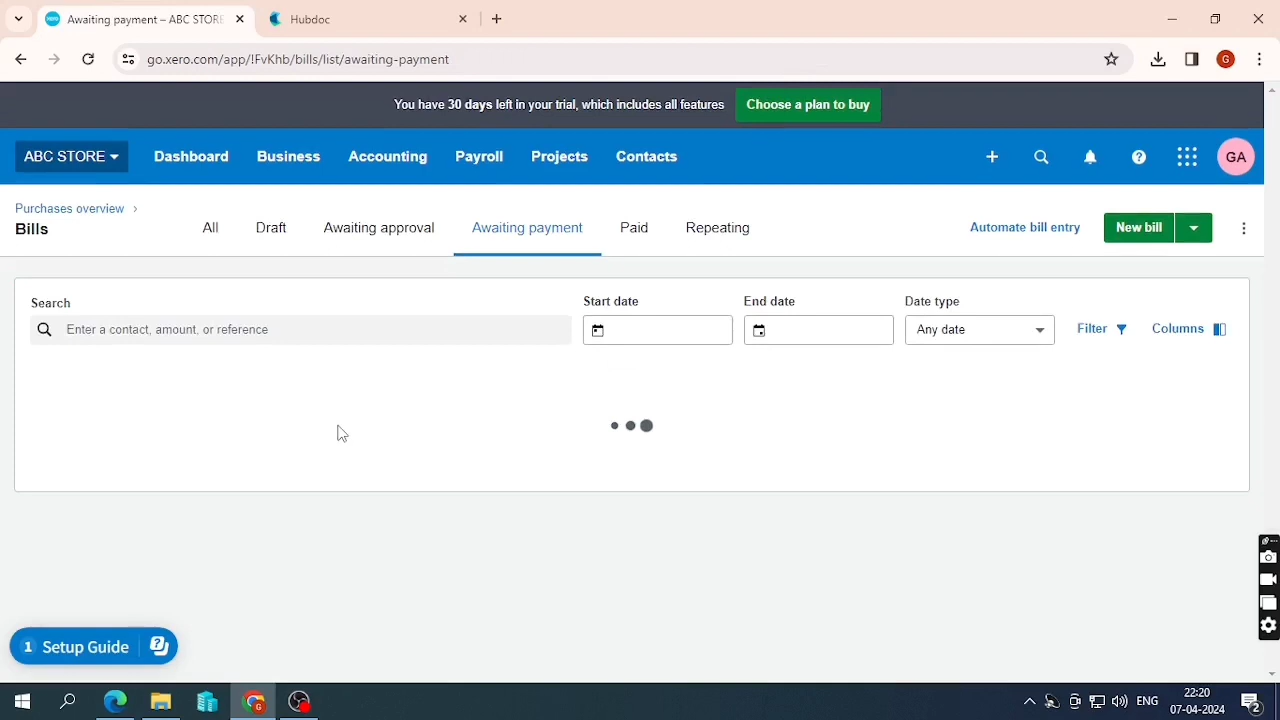 Awaiting payment – ABC STORE
Hubdoc
go.xero.com/app/!FvKhb/bills/list/awaiting-payment
G
You have 30 days left in your trial, which includes all features
Choose a plan to buy
ABC STORE
Dashboard
Business
Accounting
Payroll
Projects
Contacts
GA
Purchases overview
Bills
All
Draft
Awaiting approval
Awaiting payment
Paid
Repeating
Automate bill entry
New bill
Search
Enter a contact, amount, or reference
Start date
End date
Date type
Any date
Filter
Columns
1 Setup Guide
ENG
22:20
07-04-2024
2